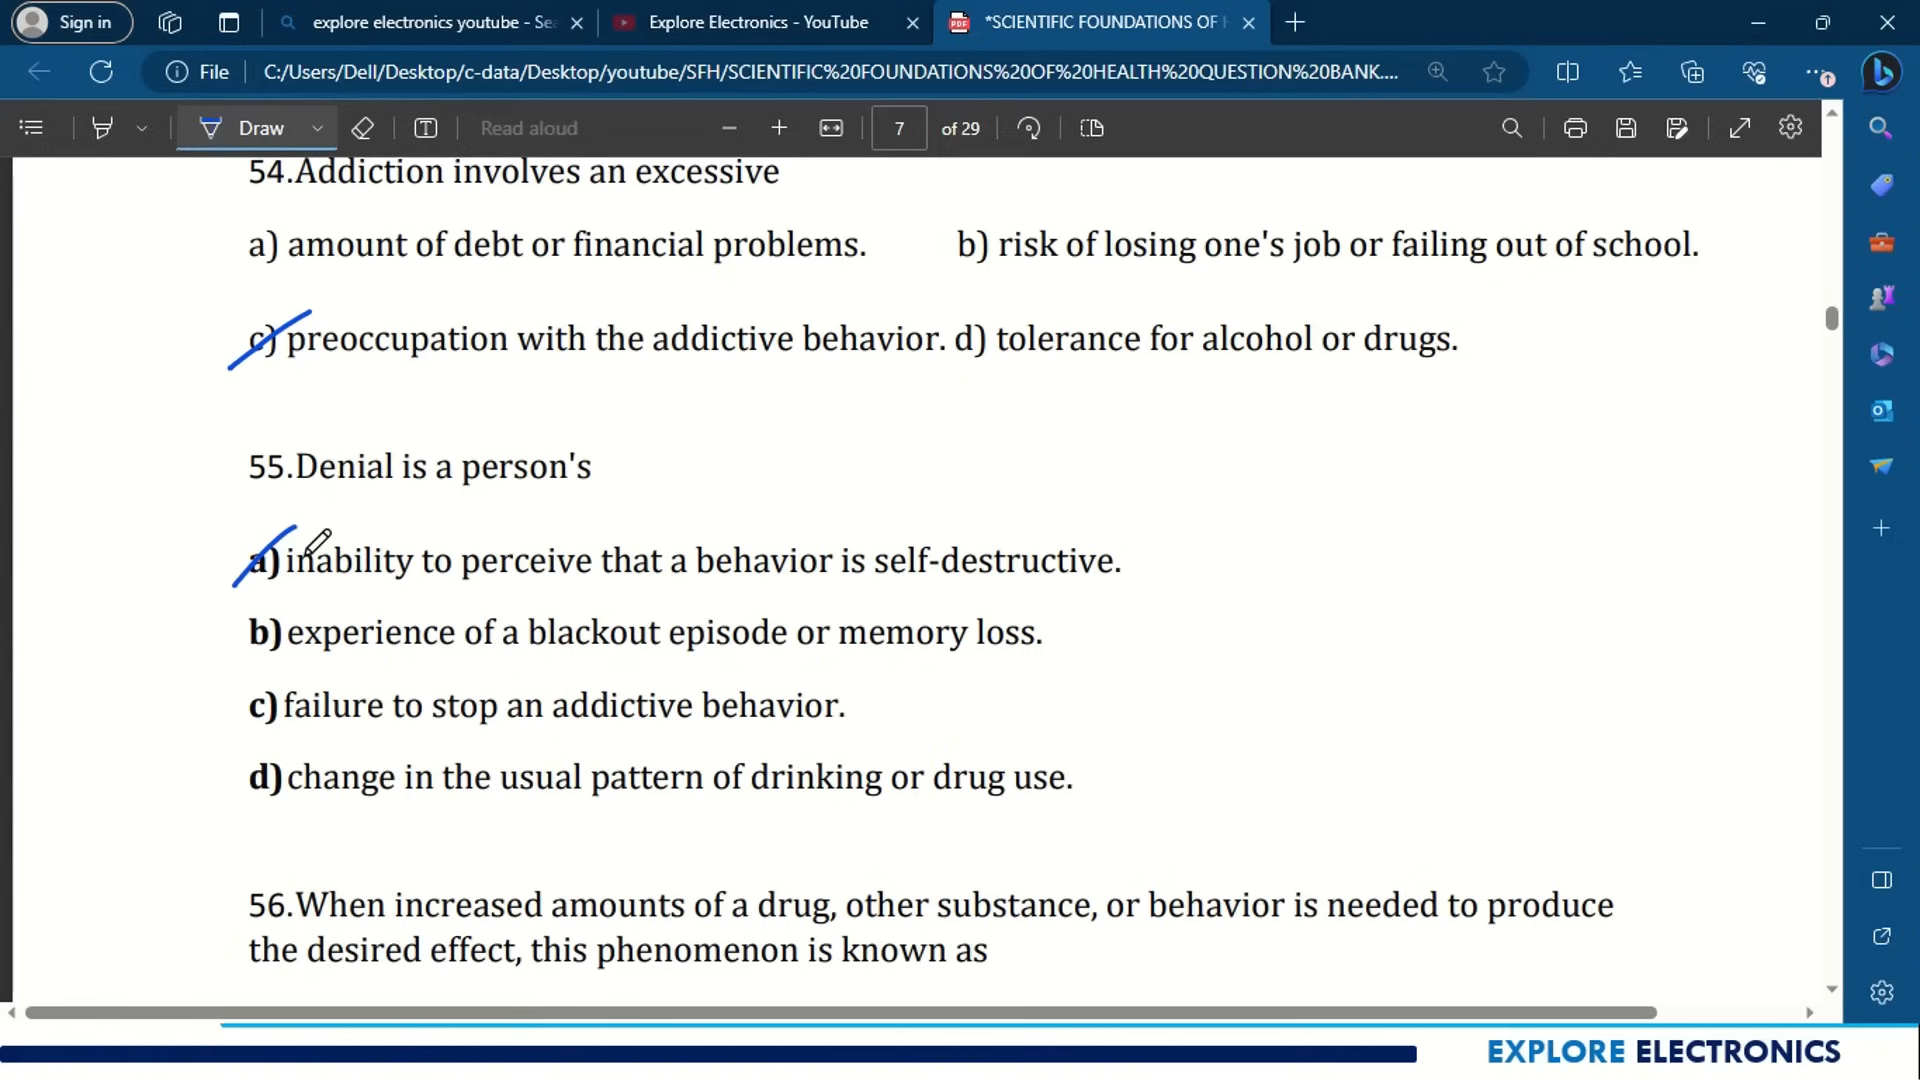 Sign in
explore electronics youtube - Se
Explore Electronics - YouTube
*SCIENTIFIC FOUNDATIONS OF H
File
C:/Users/Dell/Desktop/c-data/Desktop/youtube/SFH/SCIENTIFIC%20FOUNDATIONS%20OF%20HEALTH%20QUESTION%20BANK....
Draw
Read aloud
7 of 29
54.Addiction involves an excessive
a) amount of debt or financial problems. b) risk of losing one's job or failing out of school.
c) preoccupation with the addictive behavior. d) tolerance for alcohol or drugs.
55.Denial is a person's
a) inability to perceive that a behavior is self-destructive.
b) experience of a blackout episode or memory loss.
c) failure to stop an addictive behavior.
d) change in the usual pattern of drinking or drug use.
56.When increased amounts of a drug, other substance, or behavior is needed to produce
the desired effect, this phenomenon is known as
EXPLORE ELECTRONICS